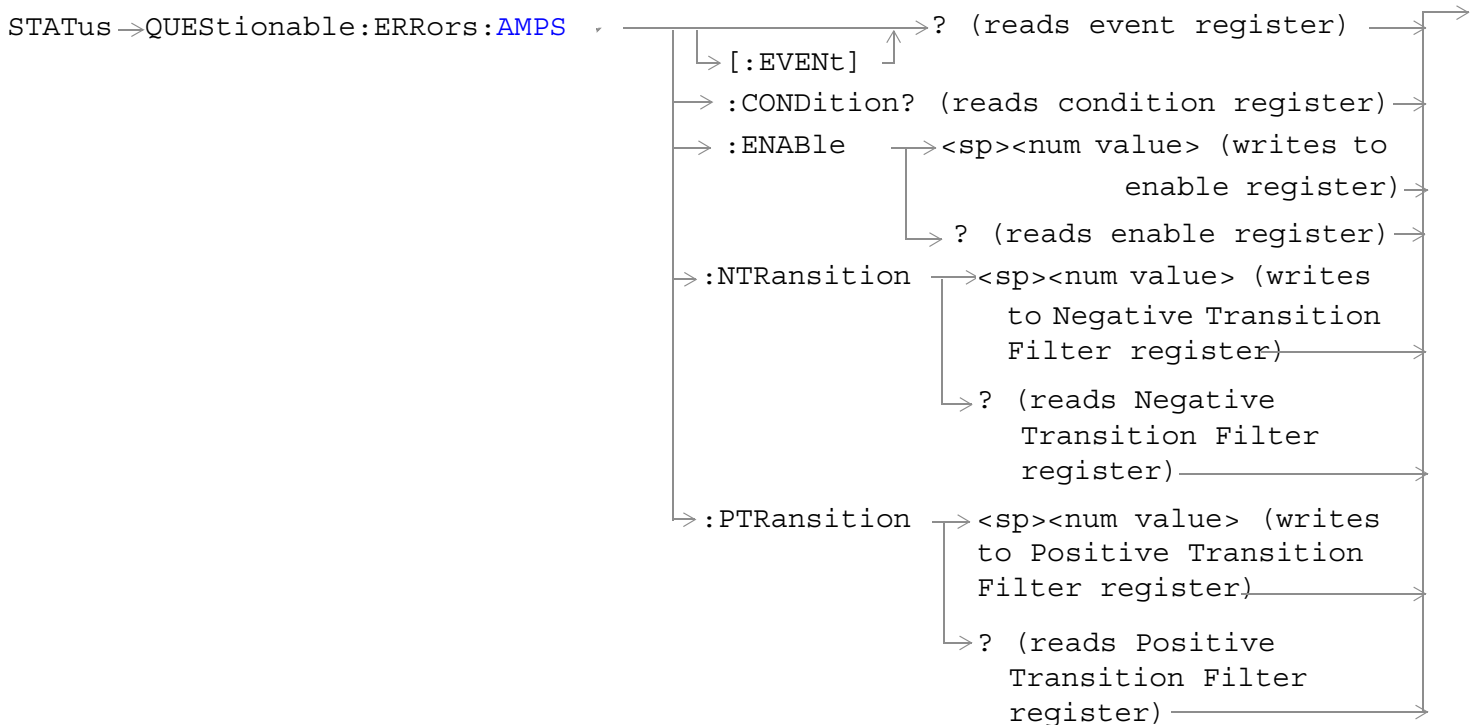 STATus QUEStionable:ERRors:AMPS ? (reads event register)
[:EVENt]
:CONDition? (reads condition register)
:ENABle <sp><num value> (writes to
enable register)
? (reads enable register)
:NTRansition <sp><num value> (writes
to Negative Transition
Filter register)
? (reads Negative
Transition Filter
register)
:PTRansition <sp><num value> (writes
to Positive Transition
Filter register)
? (reads Positive
Transition Filter
register)